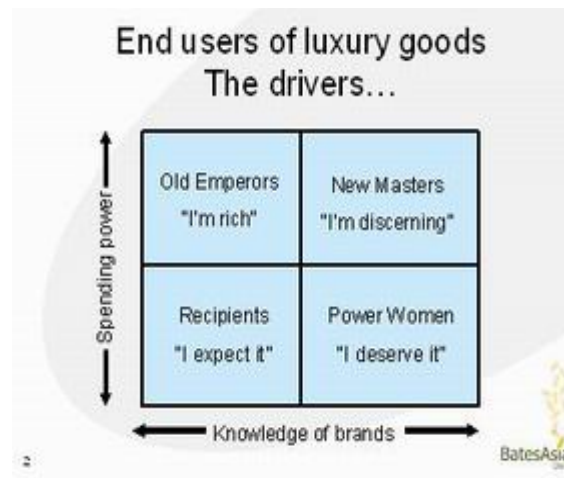 End users of luxury goods
The drivers…
Spending power
Old Emperors
"I'm rich"
New Masters
"I'm discerning"
Recipients
"I expect it"
Power Women
"I deserve it"
Knowledge of brands
2
BatesAsia